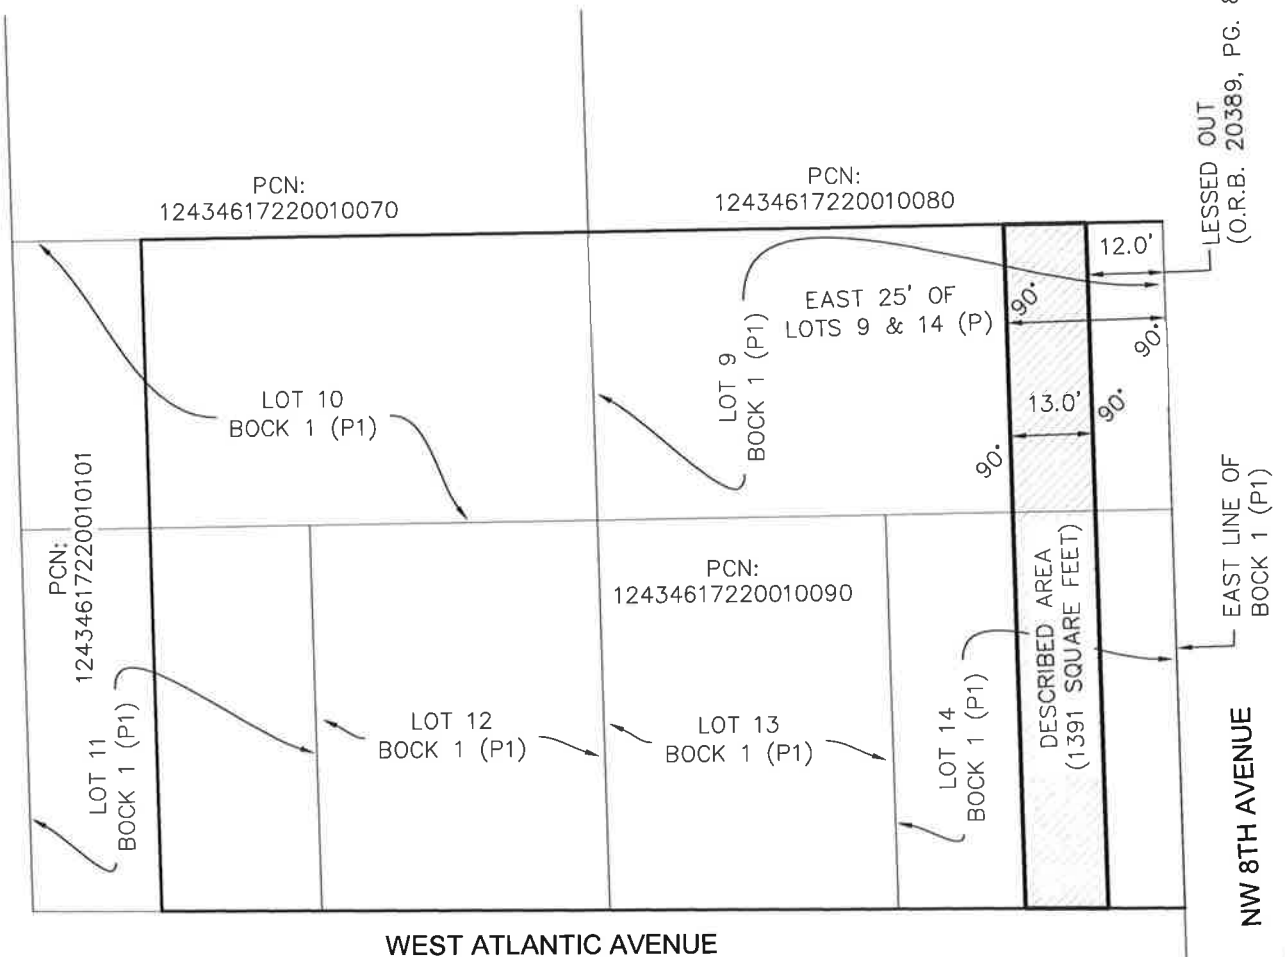 PCN:
12434617220010070
PCN:
12434617220010080
LESSED OUT
(O.R.B. 20389, PG.
12.0'
90°
EAST 25' OF
LOTS 9 & 14 (P)
90°
LOT 9
BOCK 1 (P1)
LOT 10
BOCK 1 (P1)
13.0'
90°
90°
PCN:
12434617220010101
EAST LINE OF
BOCK 1 (P1)
PCN:
12434617220010090
DESCRIBED AREA
(1391 SQUARE FEET)
LOT 11
BOCK 1 (P1)
LOT 12
BOCK 1 (P1)
LOT 13
BOCK 1 (P1)
LOT 14
BOCK 1 (P1)
NW 8TH AVENUE
WEST ATLANTIC AVENUE